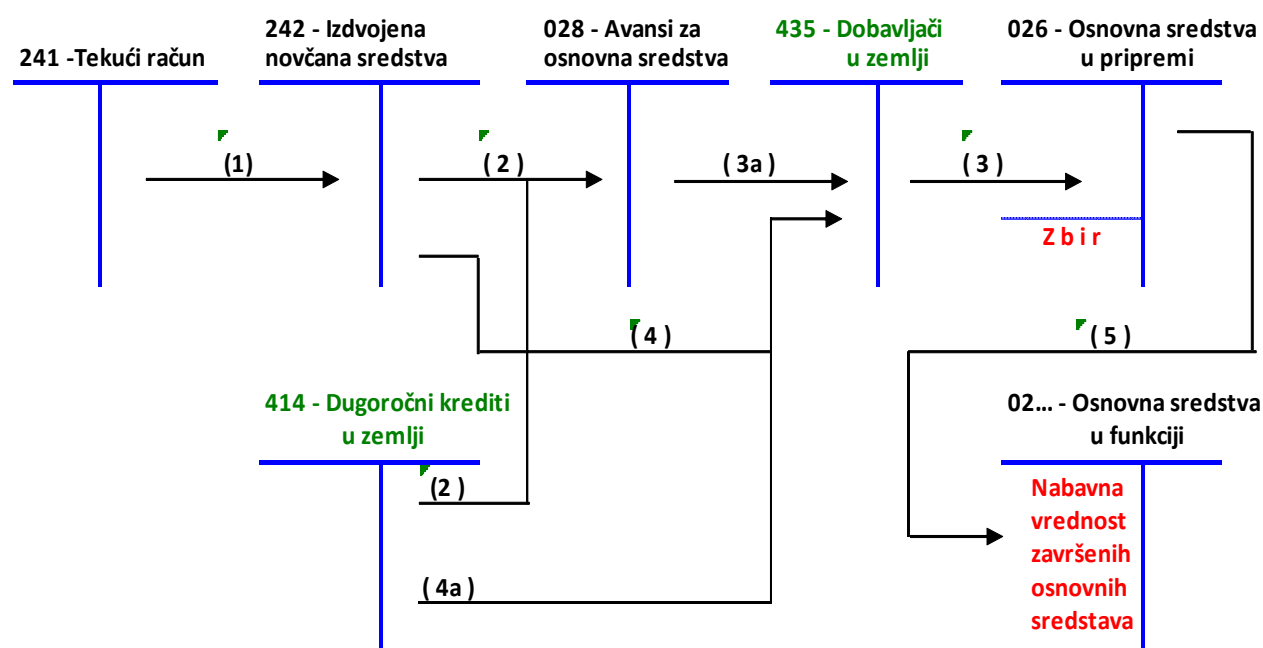 241 -Tekući račun
242 - Izdvojena
novčana sredstva
028 - Avansi za
osnovna sredstva
435 - Dobavljači
u zemlji
026 - Osnovna sredstva
u pripremi
(1)
( 2 )
( 3a )
( 3 )
Z b i r
( 4 )
( 5 )
414 - Dugoročni krediti
u zemlji
02... - Osnovna sredstva
u funkciji
(2 )
( 4a )
Nabavna
vrednost
završenih
osnovnih
sredstava